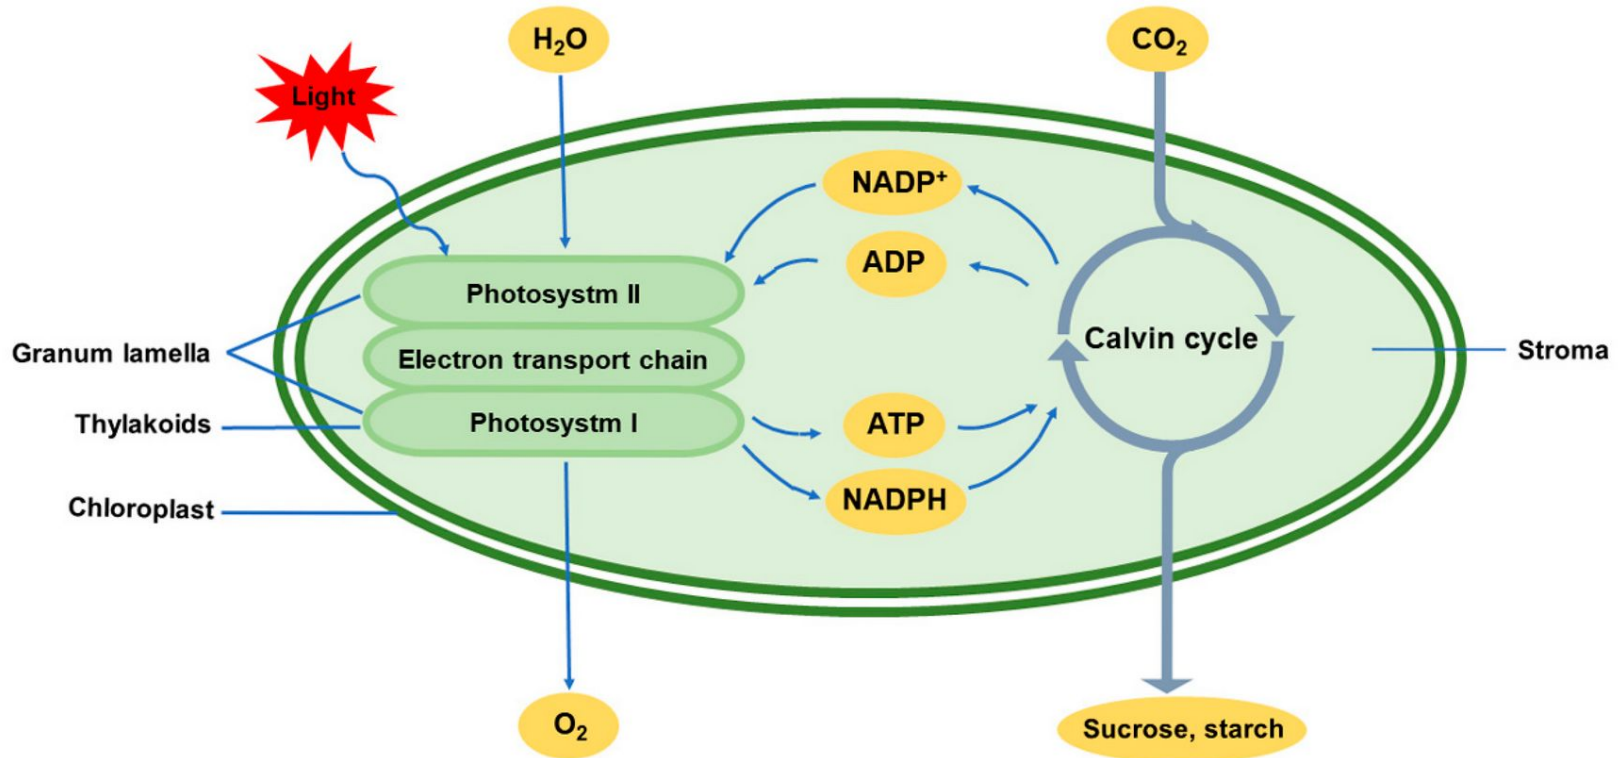 H₂O
CO₂
Light
NADP⁺
ADP
Photosystm II
Electron transport chain
Photosystm I
Granum lamella
Thylakoids
Chloroplast
Calvin cycle
Stroma
ATP
NADPH
O₂
Sucrose, starch